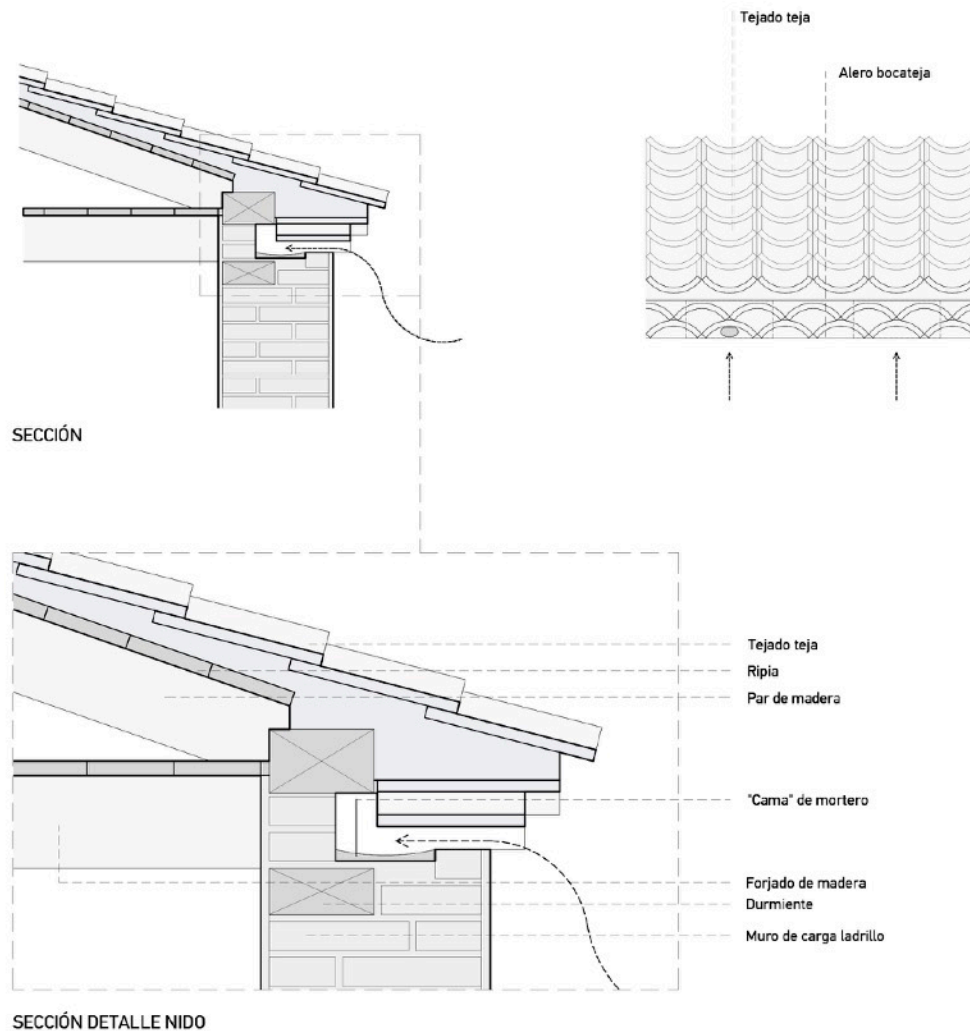 Tejado teja
Alero bocateja
SECCIÓN
Tejado teja
Ripia
Par de madera
"Cama" de mortero
Forjado de madera
Durmiente
Muro de carga ladrillo
SECCIÓN DETALLE NIDO